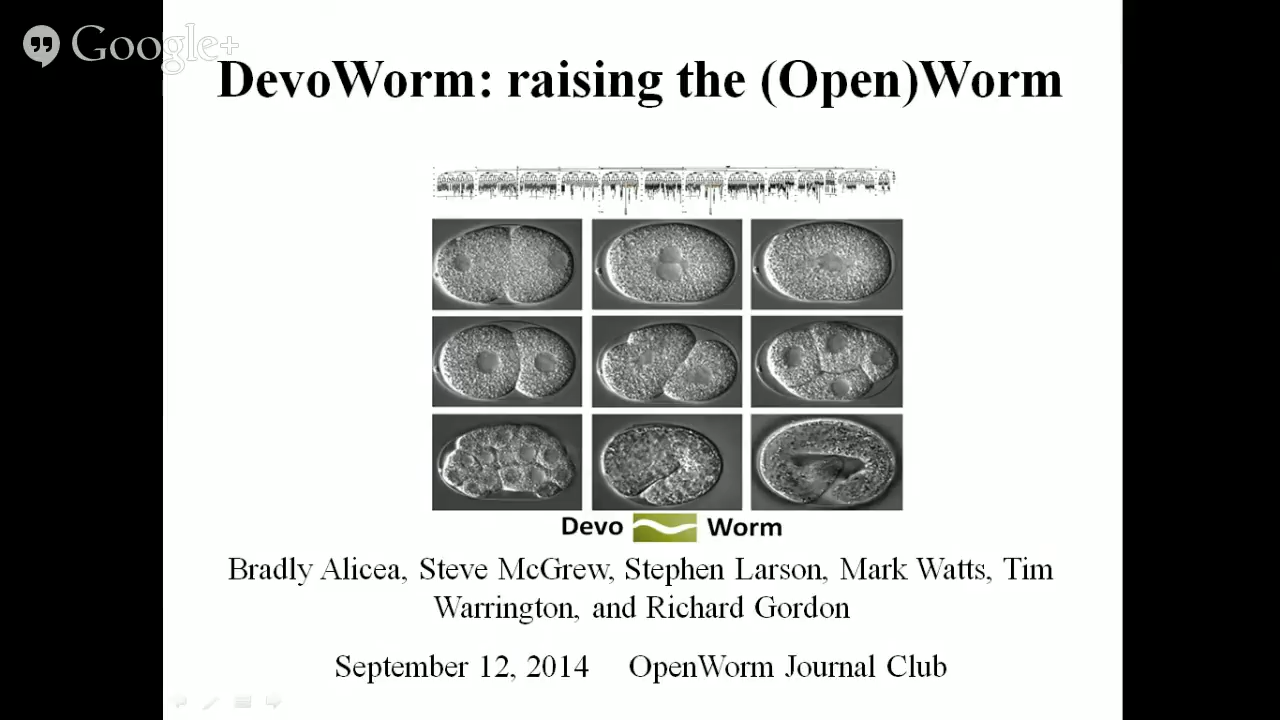 Google+
DevoWorm: raising the (Open)Worm
Devo Worm
Bradly Alicea, Steve McGrew, Stephen Larson, Mark Watts, Tim
Warrington, and Richard Gordon
September 12, 2014 OpenWorm Journal Club